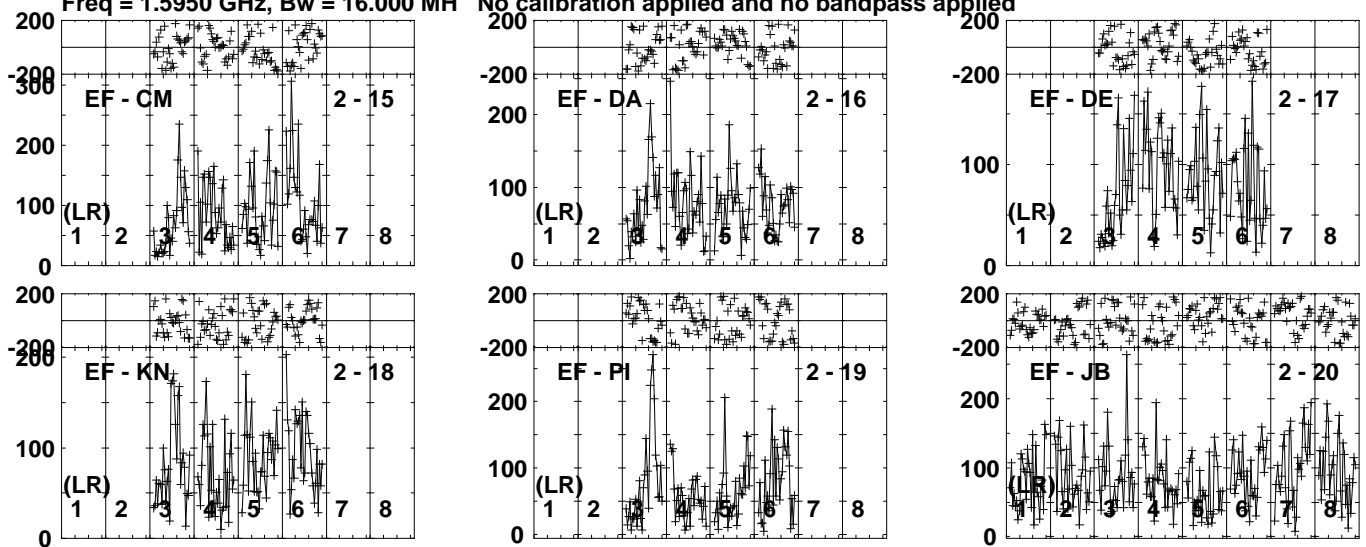 Freq = 1.5950 GHz, Bw = 16.000 MH No calibration applied and no bandpass applied
200
-200
300
200
100
0
EF - CM
2 - 15
(LR)
1 2 3 4 5 6 7 8
200
-200
200
100
0
EF - DA
2 - 16
(LR)
1 2 3 4 5 6 7 8
200
-200
100
0
EF - DE
2 - 17
(LR)
1 2 3 4 5 6 7 8
200
-200
200
100
0
EF - KN
2 - 18
(LR)
1 2 3 4 5 6 7 8
200
-200
200
100
0
EF - PI
2 - 19
(LR)
1 2 3 4 5 6 7 8
200
-200
200
100
0
EF - JB
2 - 20
(LR)
1 2 3 4 5 6 7 8